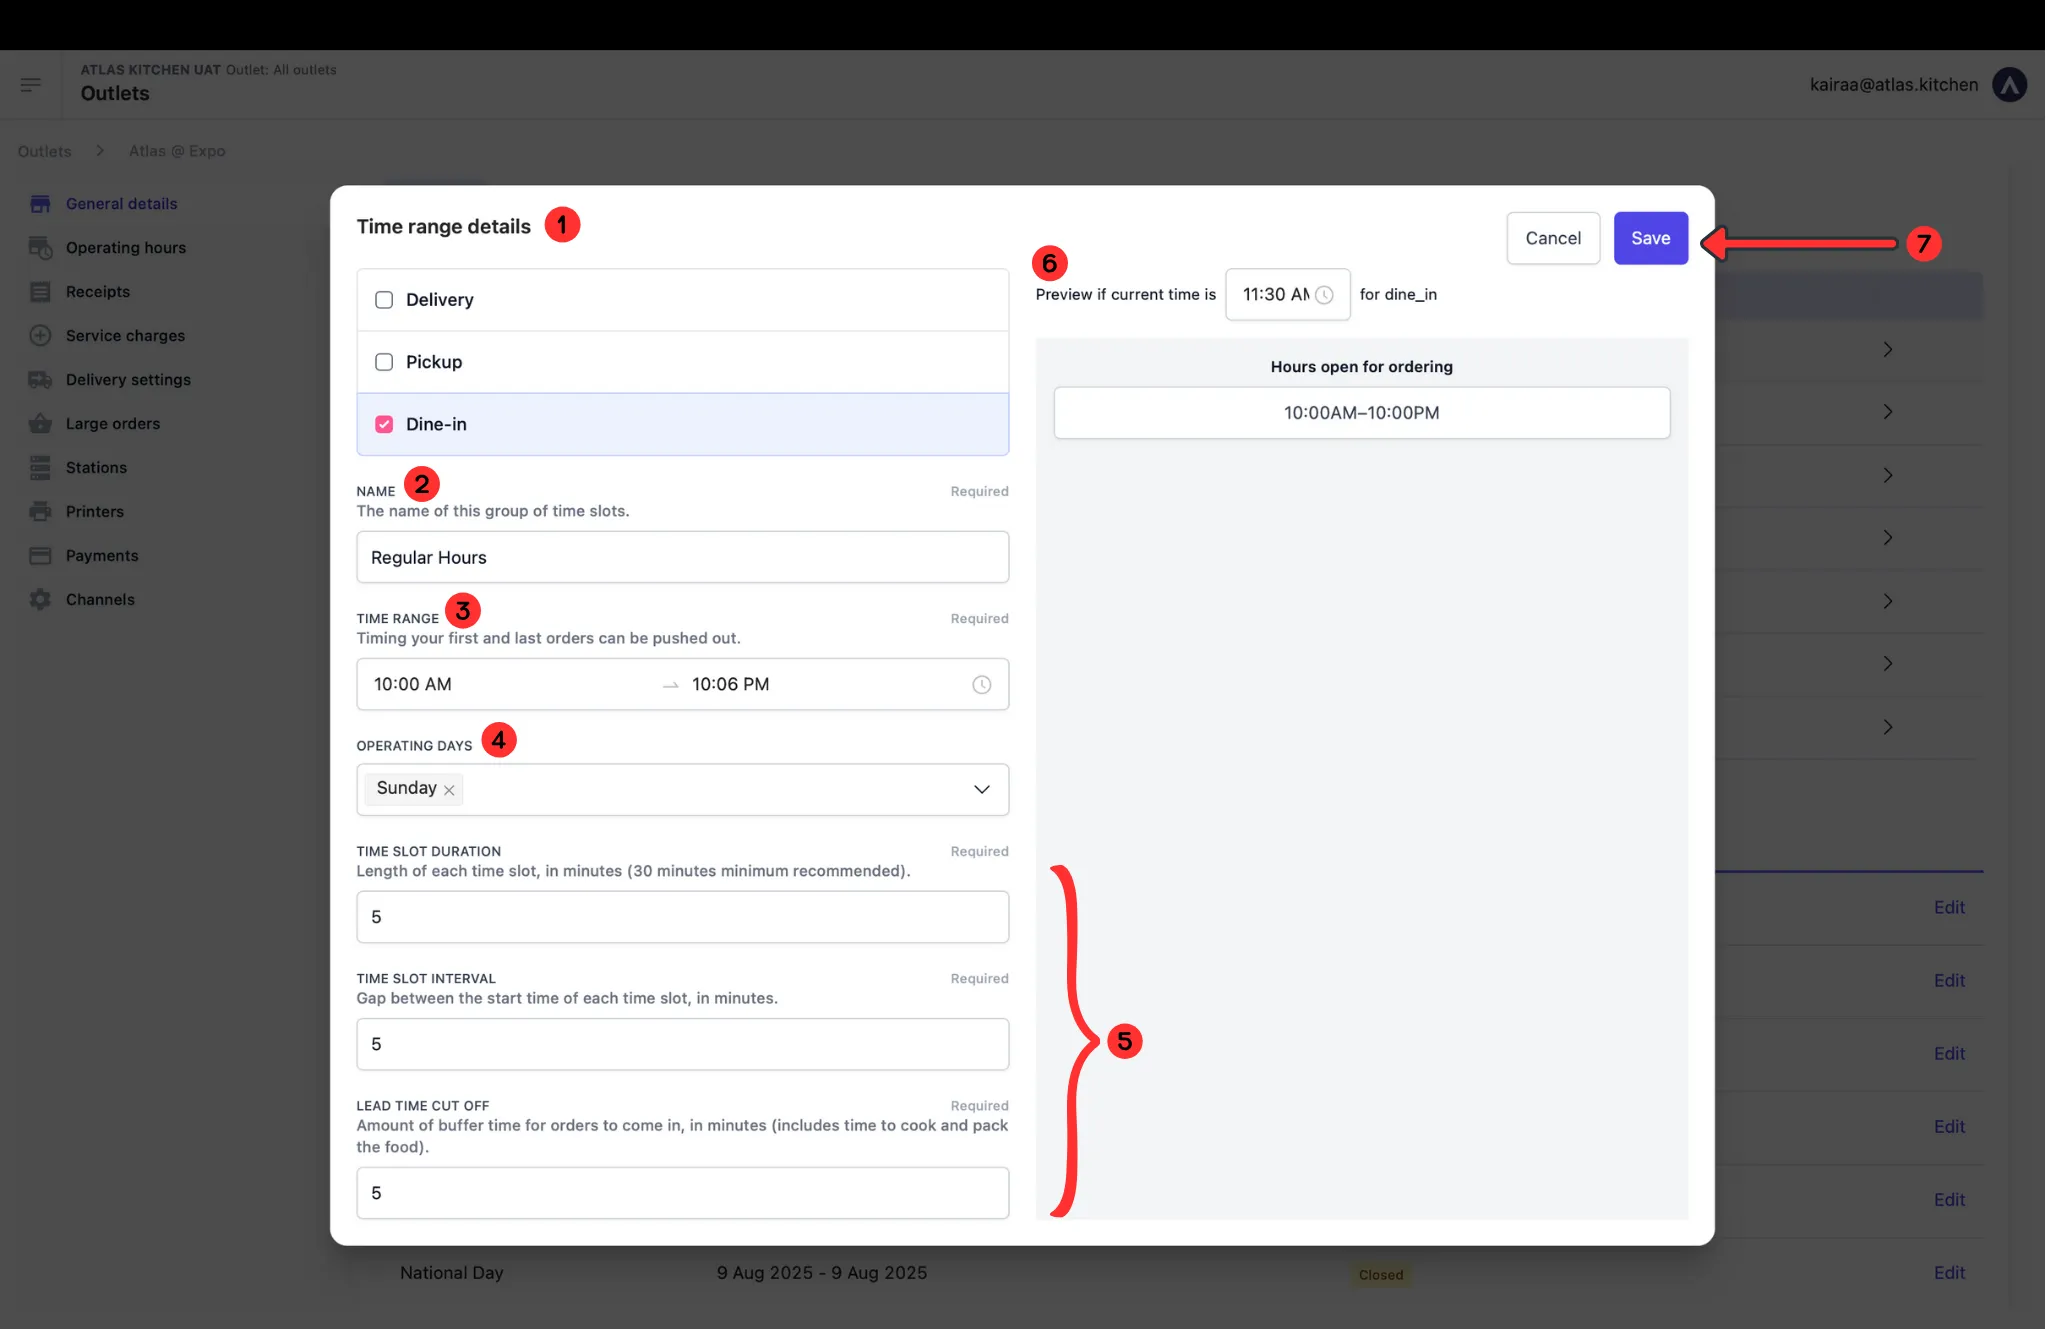 ATLAS KITCHEN UAT Outlet: All outlets
Outlets
kairaa@atlas.kitchen
Outlets > Atlas @ Expo
General details
Operating hours
Receipts
Service charges
Delivery settings
Large orders
Stations
Printers
Payments
Channels
Time range details 1
Cancel
Save
7
Delivery
Pickup
Dine-in
NAME 2 Required
The name of this group of time slots.
Regular Hours
TIME RANGE 3 Required
Timing your first and last orders can be pushed out.
10:00 AM → 10:06 PM
OPERATING DAYS 4
Sunday ×
TIME SLOT DURATION Required
Length of each time slot, in minutes (30 minutes minimum recommended).
5
TIME SLOT INTERVAL Required
Gap between the start time of each time slot, in minutes.
5
LEAD TIME CUT OFF Required
Amount of buffer time for orders to come in, in minutes (includes time to cook and pack
the food).
5
6
Preview if current time is 11:30 AM for dine_in
Hours open for ordering
10:00AM–10:00PM
5
Edit
Edit
Edit
Edit
Edit
National Day 9 Aug 2025 - 9 Aug 2025 Closed Edit